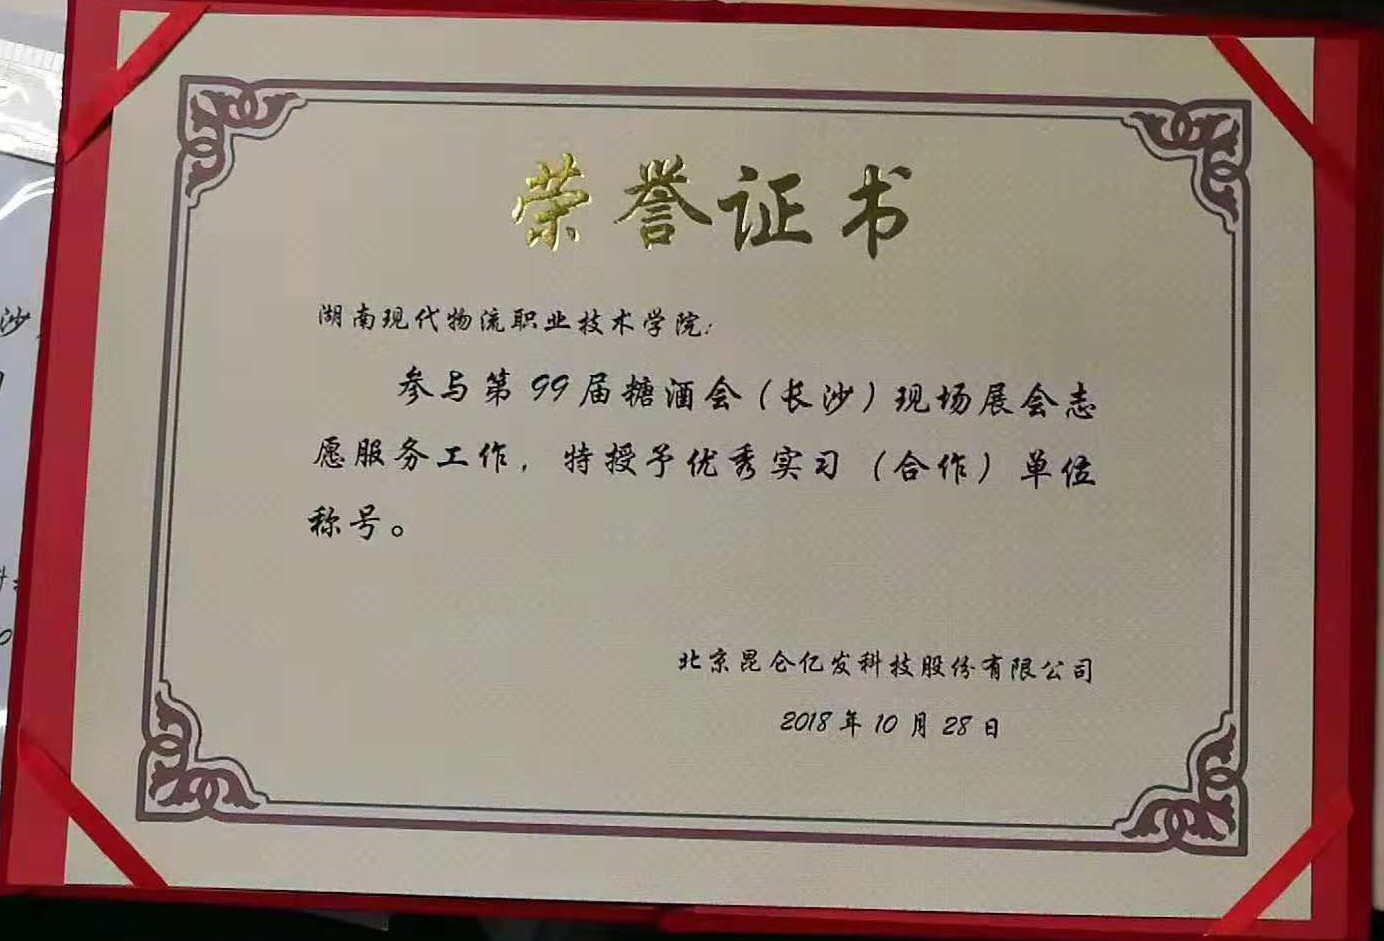 荣誉证书
湖南现代物流职业技术学院:
参与第99届糖酒会（长沙）现场展会志
愿服务工作，特授予优秀实习（合作）单位
称号。
北京昆仑亿发科技股份有限公司
2018年10月28日
沙